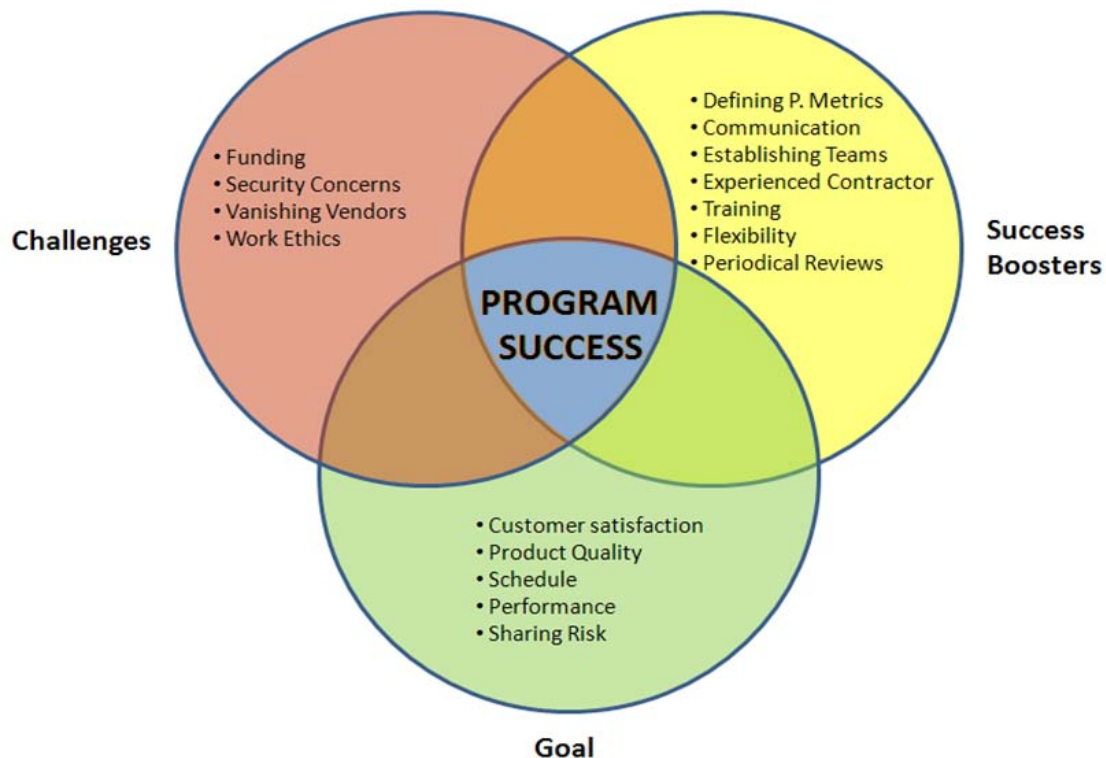 Challenges
• Funding
• Security Concerns
• Vanishing Vendors
• Work Ethics
• Defining P. Metrics
• Communication
• Establishing Teams
• Experienced Contractor
• Training
• Flexibility
• Periodical Reviews
Success
Boosters
PROGRAM
SUCCESS
• Customer satisfaction
• Product Quality
• Schedule
• Performance
• Sharing Risk
Goal